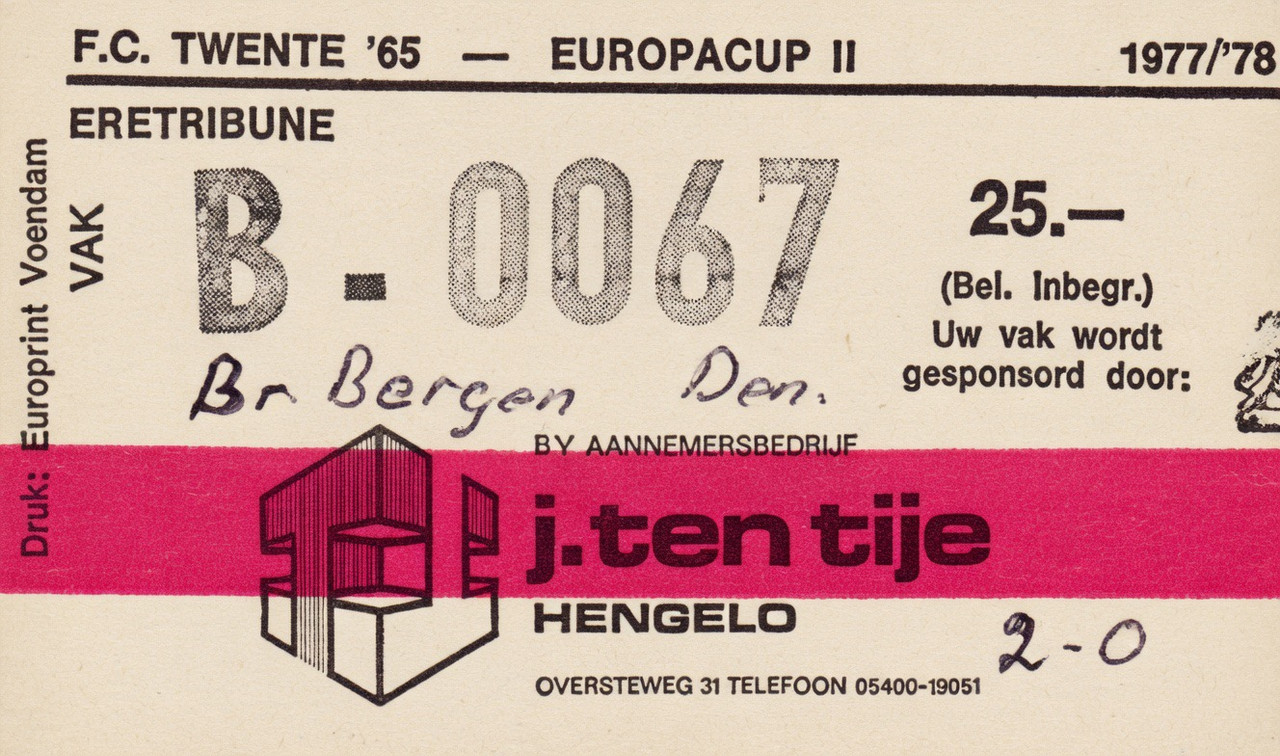 F.C. TWENTE '65 — EUROPACUP II 1977/'78
ERETRIBUNE
VAK
B - 0067
25.—
(Bel. Inbegr.)
Uw vak wordt
gesponsord door:
Br Bergen Den.
BY AANNEMERSBEDRIJF
j.ten tije
HENGELO
2-0
OVERSTEWEG 31 TELEFOON 05400-19051
Druk: Europrint Voendam